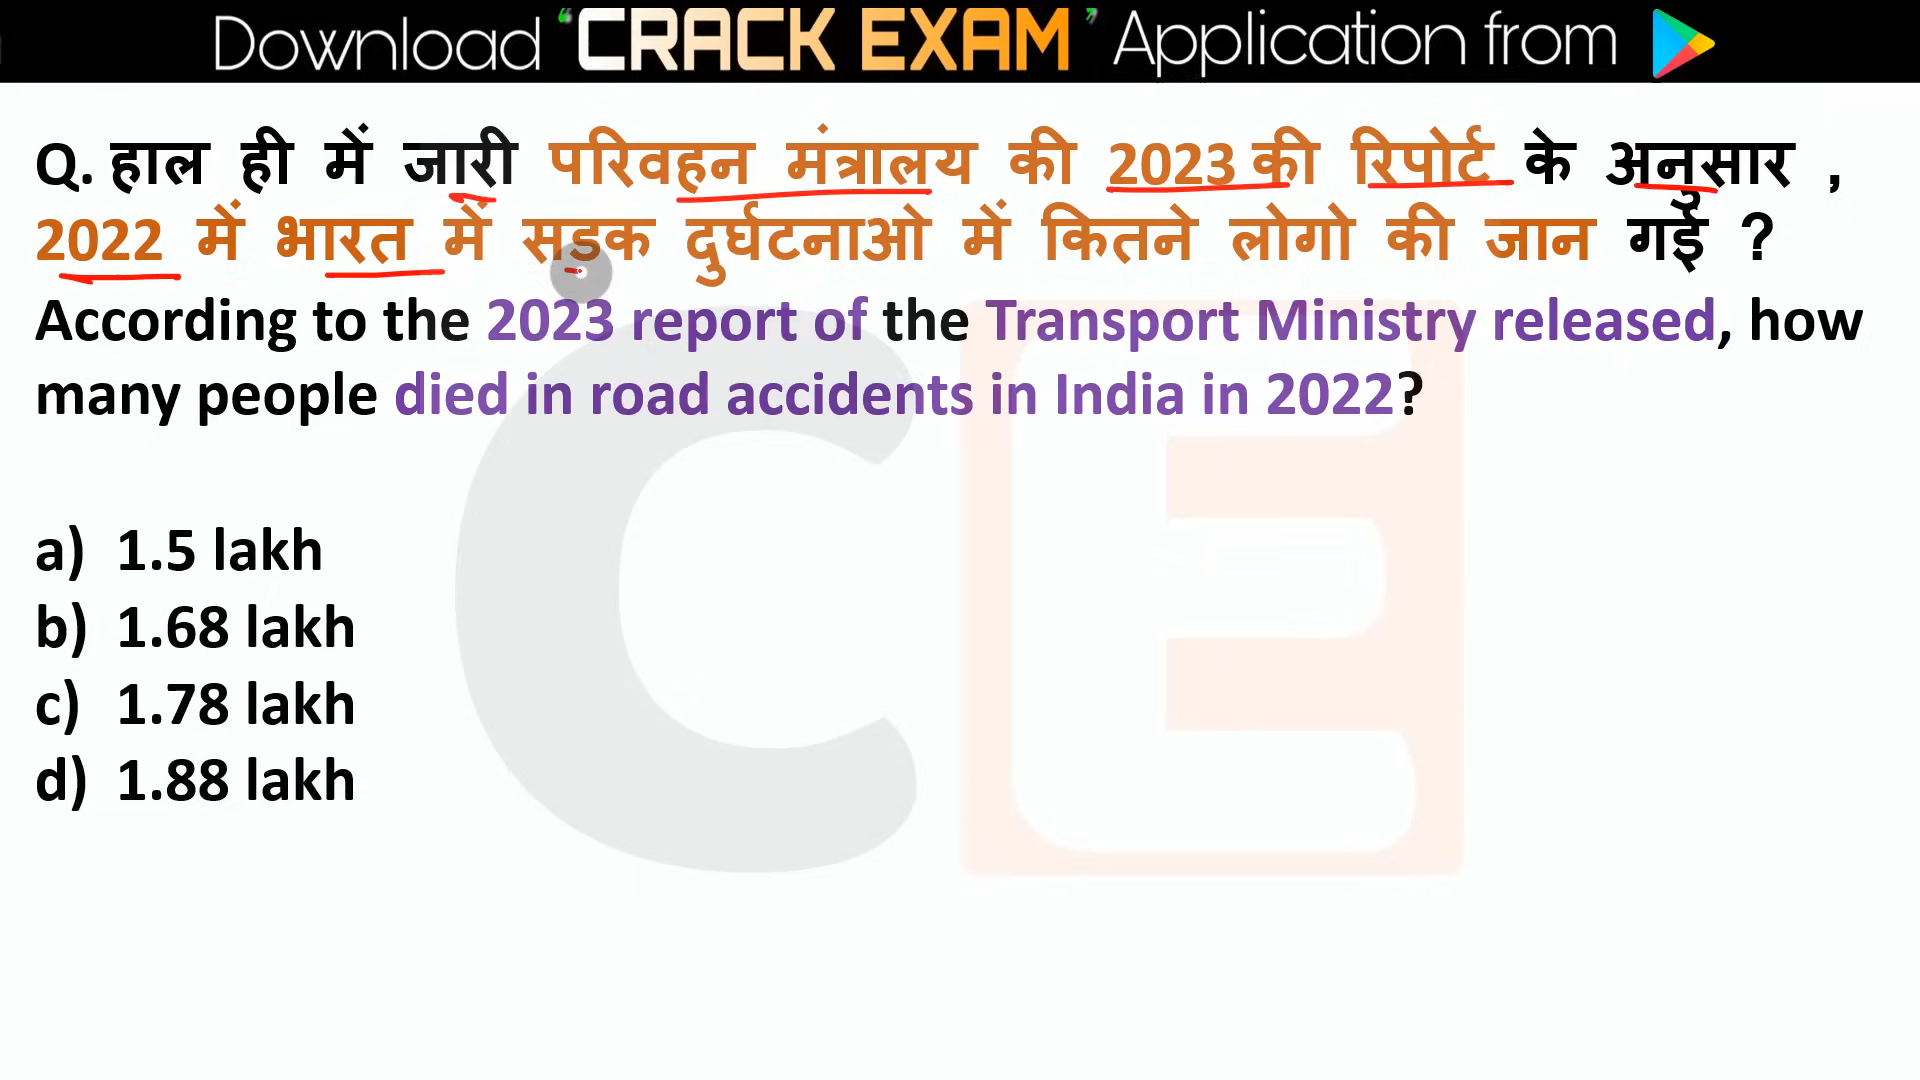 Download ‘CRACK EXAM’ Application from
Q. हाल ही में जारी परिवहन मंत्रालय की 2023 की रिपोर्ट के अनुसार ,
2022 में भारत में सडक दुर्घटनाओ में कितने लोगो की जान गई ?
According to the 2023 report of the Transport Ministry released, how
many people died in road accidents in India in 2022?
a) 1.5 lakh
b) 1.68 lakh
c) 1.78 lakh
d) 1.88 lakh
CE